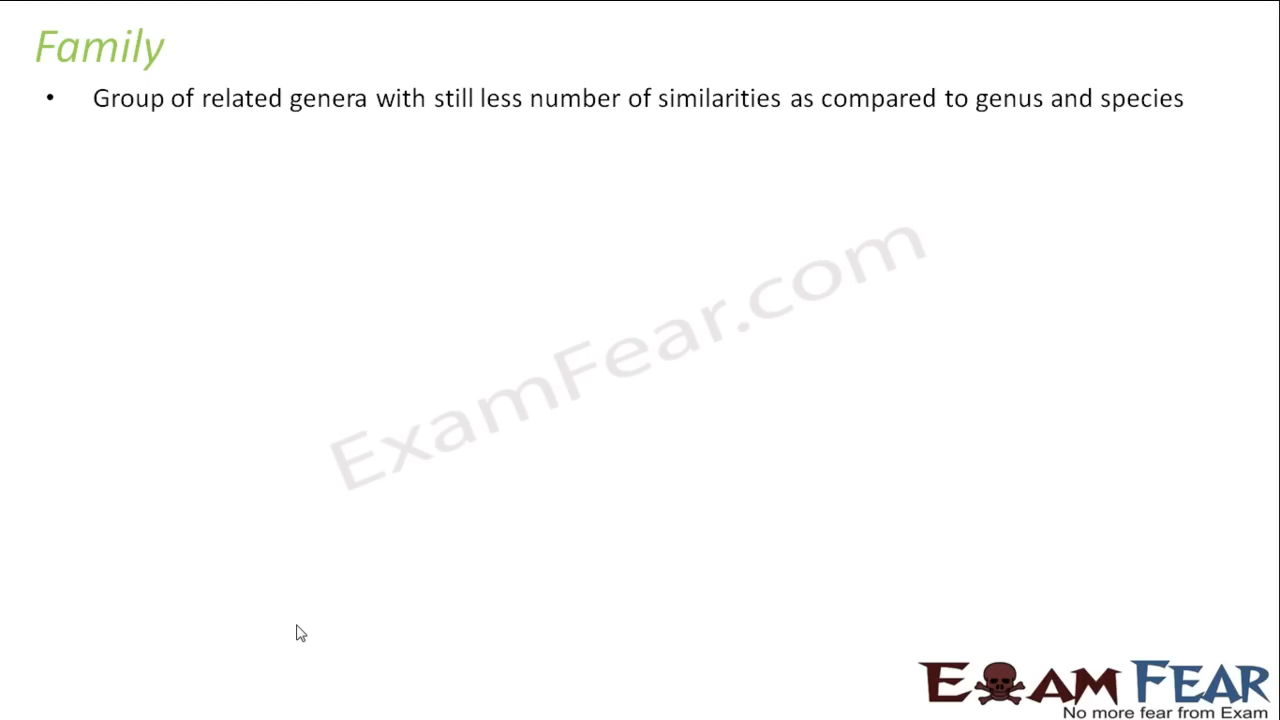 Family
• Group of related genera with still less number of similarities as compared to genus and species
ExamFear.com
EXAM FEAR
No more fear from Exam